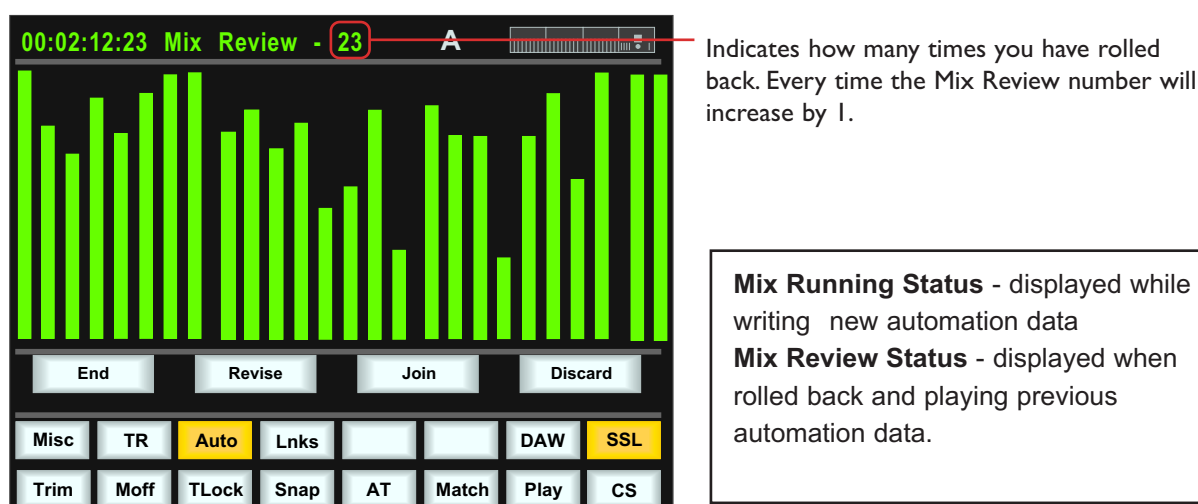 00:02:12:23 Mix Review - 23 A
Indicates how many times you have rolled
back. Every time the Mix Review number will
increase by 1.
Mix Running Status - displayed while
writing new automation data
Mix Review Status - displayed when
rolled back and playing previous
automation data.
End Revise Join Discard
Misc TR Auto Lnks DAW SSL
Trim Moff TLock Snap AT Match Play CS